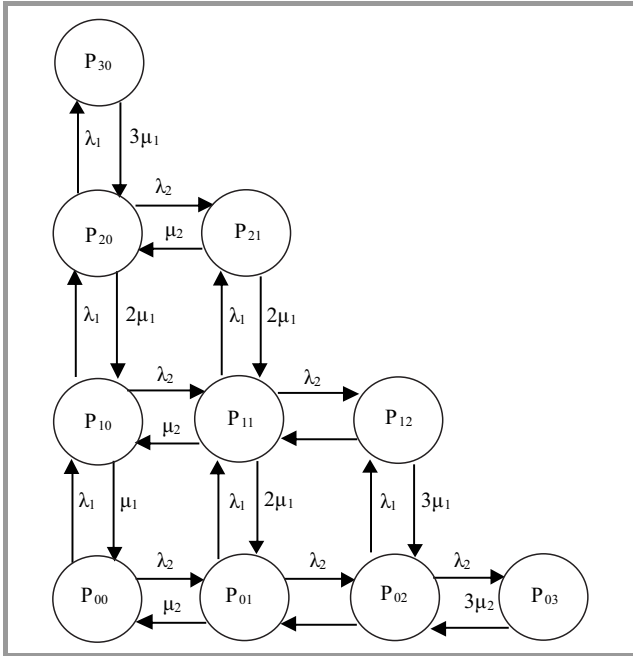 P₃₀
λ₁ 3μ₁
λ₂
P₂₀ P₂₁
μ₂
λ₁ 2μ₁ λ₁ 2μ₁
λ₂ λ₂
P₁₀ P₁₁ P₁₂
μ₂
λ₁ μ₁ λ₁ 2μ₁ λ₁ 3μ₁
λ₂ λ₂ λ₂
P₀₀ P₀₁ P₀₂ P₀₃
μ₂ 3μ₂